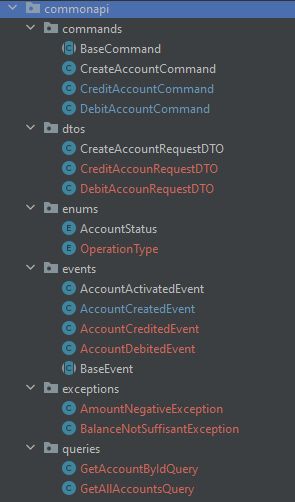 commonapi
commands
BaseCommand
CreateAccountCommand
CreditAccountCommand
DebitAccountCommand
dtos
CreateAccountRequestDTO
CreditAccounRequestDTO
DebitAccounRequestDTO
enums
AccountStatus
OperationType
events
AccountActivatedEvent
AccountCreatedEvent
AccountCreditedEvent
AccountDebitedEvent
BaseEvent
exceptions
AmountNegativeException
BalanceNotSuffisantException
queries
GetAccountByIdQuery
GetAllAccountsQuery